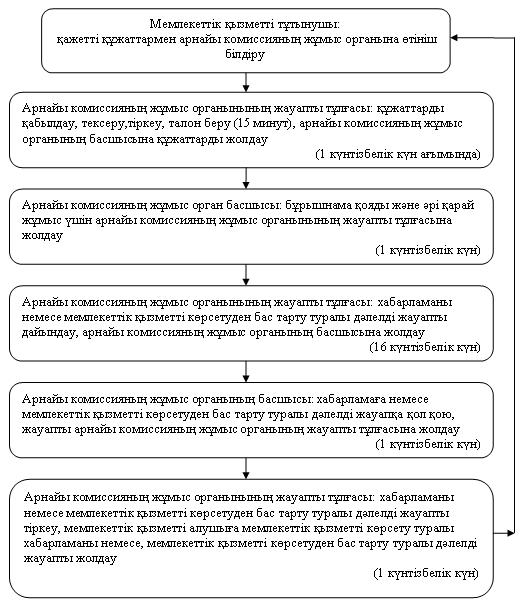 Мемлекеттік қызметті тұтынушы:
қажетті құжаттармен арнайы комиссияның жұмыс органына өтініш
білдіру
Арнайы комиссияның жұмыс органынының жауапты тұлғасы: құжаттарды
қабылдау, тексеру,тіркеу, талон беру (15 минут), арнайы комиссияның жұмыс
органының басшысына құжаттарды жолдау
(1 күнтізбелік күн ағымында)
Арнайы комиссияның жұмыс орган басшысы: бұрышнама қояды және әрі қарай
жұмыс үшін арнайы комиссияның жұмыс органынының жауапты тұлғасына
жолдау
(1 күнтізбелік күн)
Арнайы комиссияның жұмыс органынының жауапты тұлғасы: хабарламаны
немесе мемлекеттік қызметті көрсетуден бас тарту туралы дәлелді жауапты
дайындау, арнайы комиссияның жұмыс органының басшысына жолдау
(16 күнтізбелік күн)
Арнайы комиссияның жұмыс органының басшысы: хабарламаға немесе
мемлекеттік қызметті көрсетуден бас тарту туралы дәлелді жауапқа қол қою,
жауапты арнайы комиссияның жұмыс органының жауапты тұлғасына жолдау
(1 күнтізбелік күн)
Арнайы комиссияның жұмыс органынының жауапты тұлғасы: хабарламаны
немесе мемлекеттік қызметті көрсетуден бас тарту туралы дәлелді жауапты
тіркеу, мемлекеттік қызметті алушыға мемлекеттік қызметті көрсету туралы
хабарламаны немесе, мемлекеттік қызметті көрсетуден бас тарту туралы дәлелді
жауапты жолдау
(1 күнтізбелік күн)